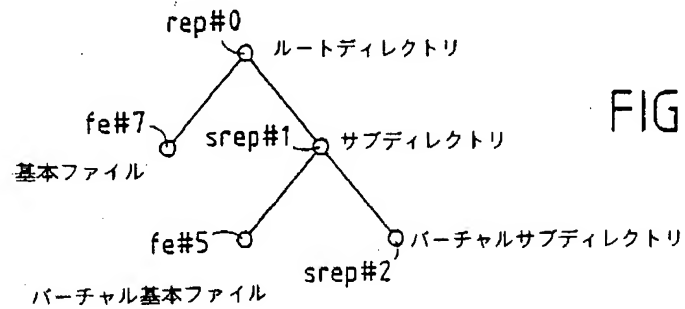 rep#0
ルートディレクトリ
fe#7
基本ファイル
srep#1
サブディレクトリ
FIG
fe#5
バーチャル基本ファイル
バーチャルサブディレクトリ
srep#2